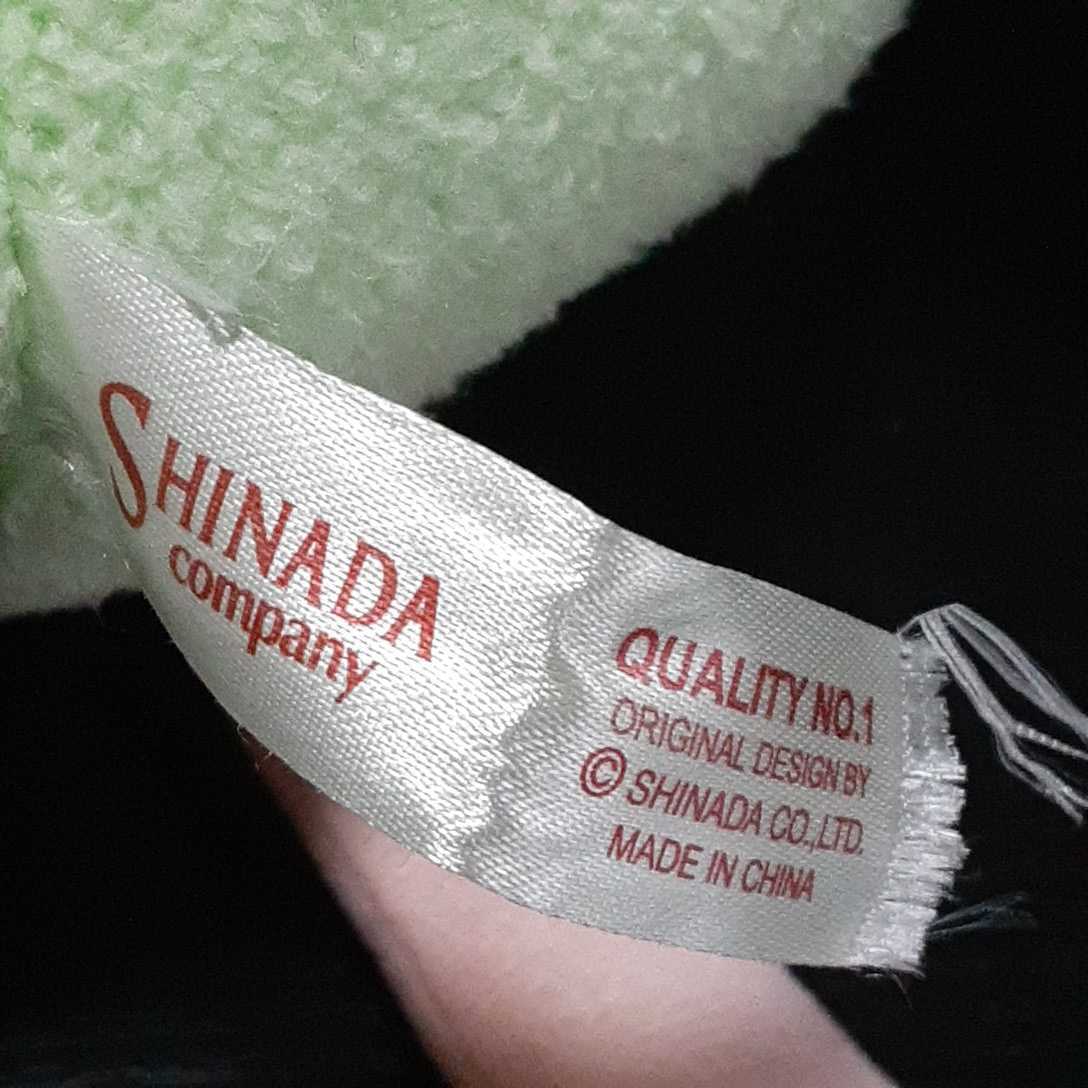 SHINADA
company
QUALITY NO.1
ORIGINAL DESIGN BY
© SHINADA CO.,LTD.
MADE IN CHINA